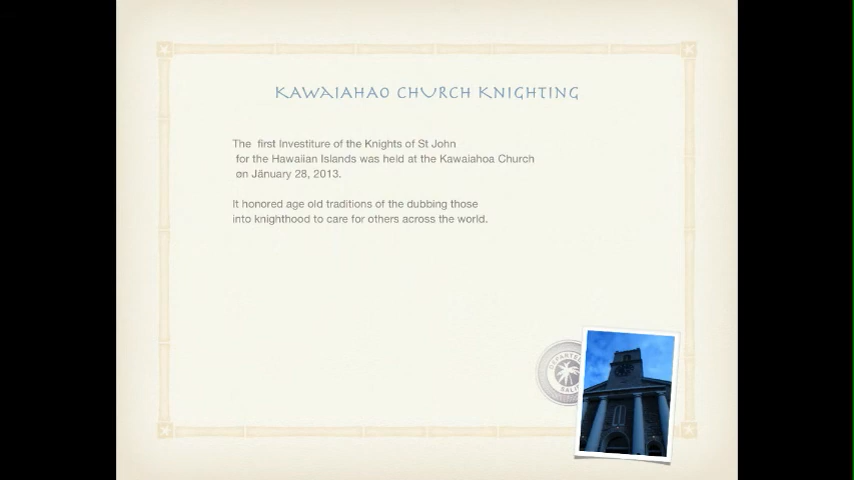 KAWAIAHAO CHURCH KNIGHTING
The first Investiture of the Knights of St John
for the Hawaiian Islands was held at the Kawaiahoa Church
on January 28, 2013.
It honored age old traditions of the dubbing those
into knighthood to care for others across the world.